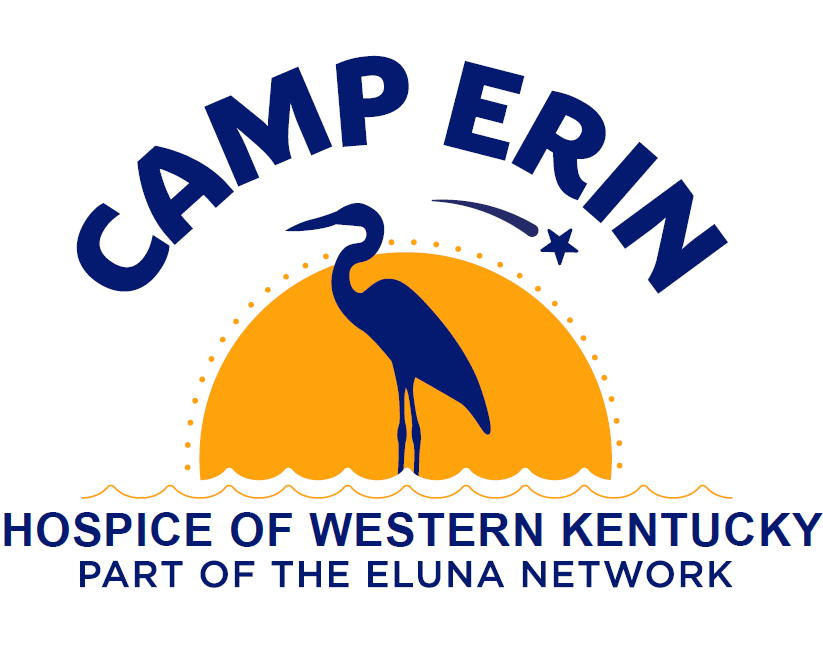 CAMP ERIN
HOSPICE OF WESTERN KENTUCKY
PART OF THE ELUNA NETWORK